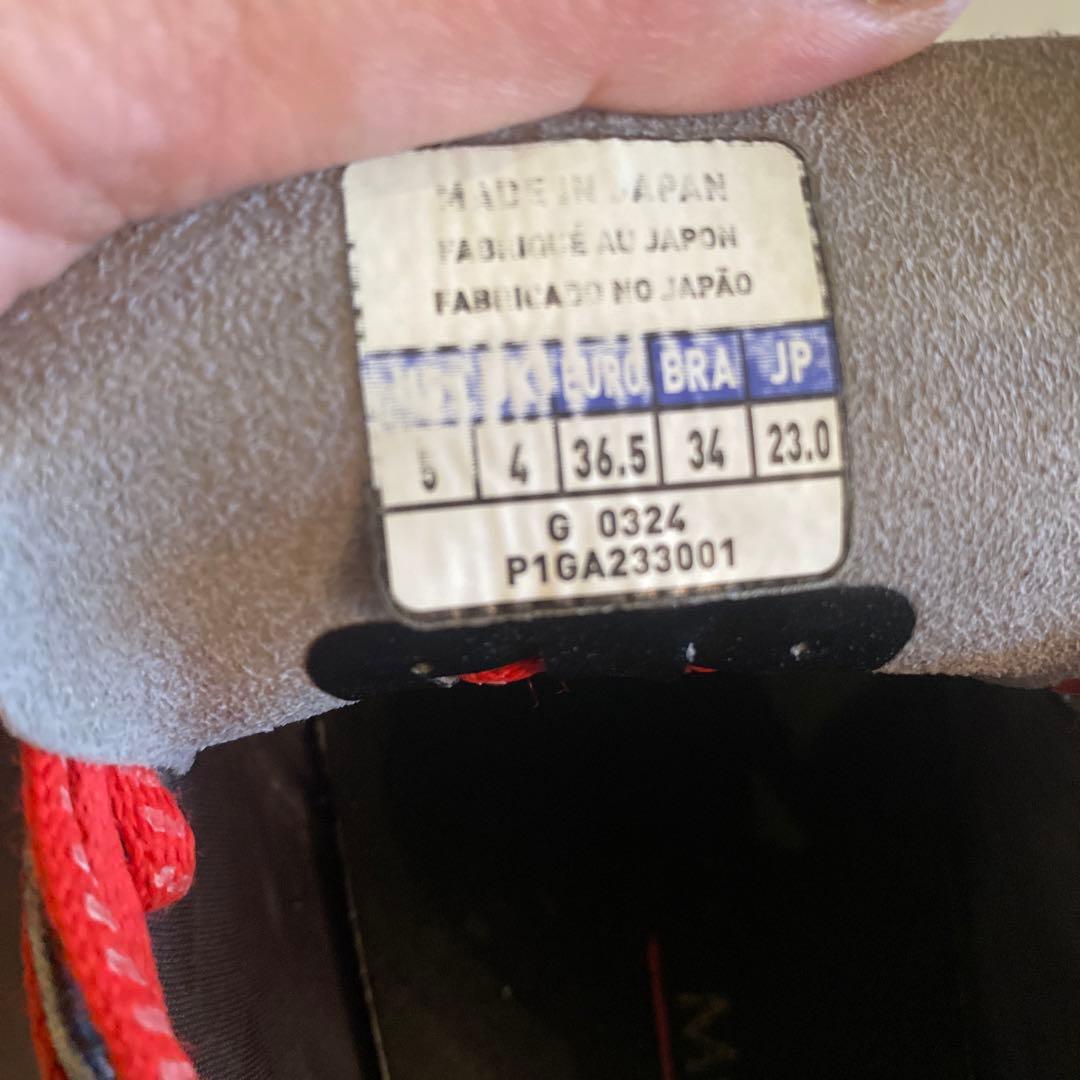 MADE IN JAPAN
FABRIQUÉ AU JAPON
FABRICADO NO JAPÃO
EURO. BRA JP
5 4 36.5 34 23.0
G 0324
P1GA233001
M